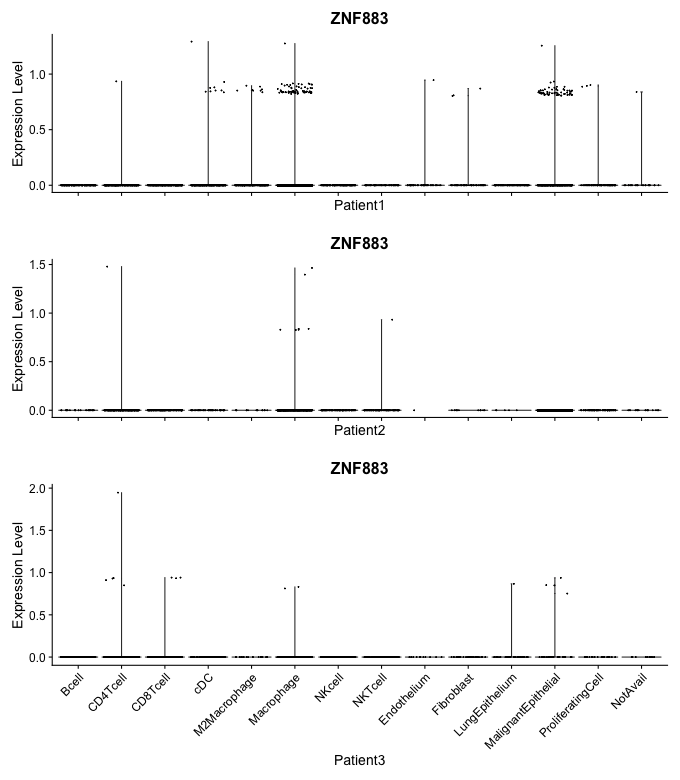 ZNF883
Expression Level
1.0
0.5
0.0
Patient1
ZNF883
Expression Level
1.5
1.0
0.5
0.0
Patient2
ZNF883
Expression Level
2.0
1.5
1.0
0.5
0.0
Bcell
CD4Tcell
CD8Tcell
cDC
M2Macrophage
Macrophage
NKcell
NKTcell
Endothelium
Fibroblast
LungEpithelium
MalignantEpithelial
ProliferatingCell
NotAvail
Patient3